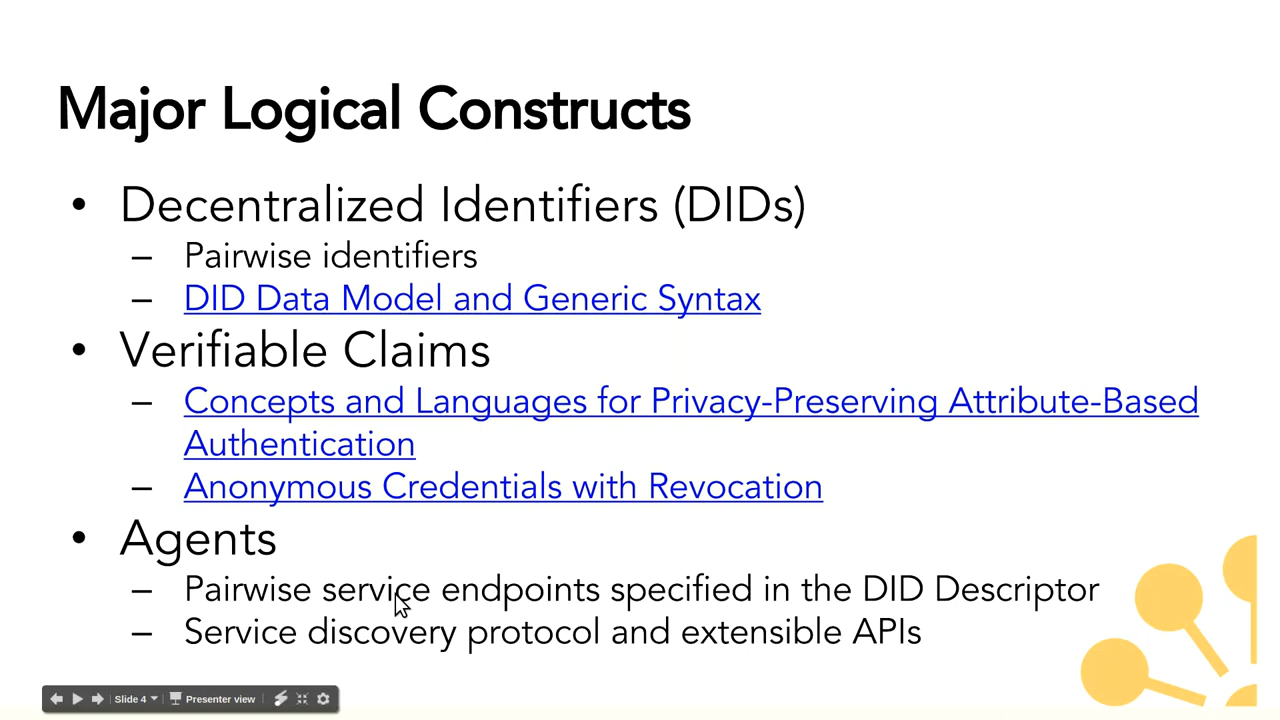 Major Logical Constructs
• Decentralized Identifiers (DIDs)
– Pairwise identifiers
– DID Data Model and Generic Syntax
• Verifiable Claims
– Concepts and Languages for Privacy-Preserving Attribute-Based
Authentication
– Anonymous Credentials with Revocation
• Agents
– Pairwise service endpoints specified in the DID Descriptor
– Service discovery protocol and extensible APIs
Slide 4 Presenter view